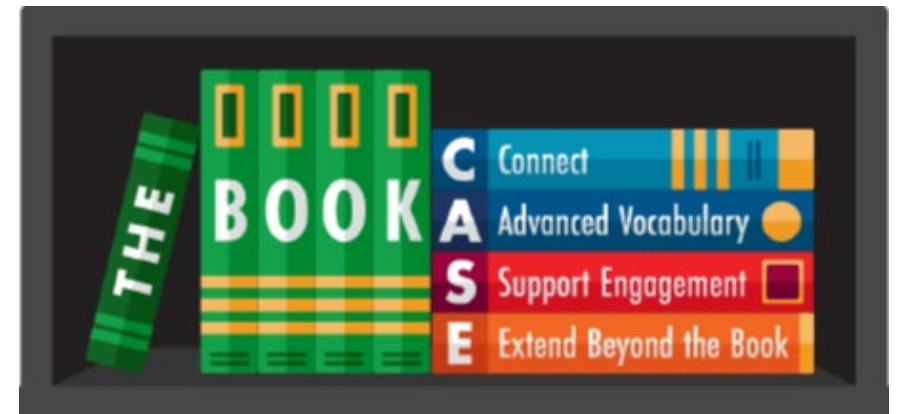 THE
BOOK
C Connect
A Advanced Vocabulary
S Support Engagement
E Extend Beyond the Book